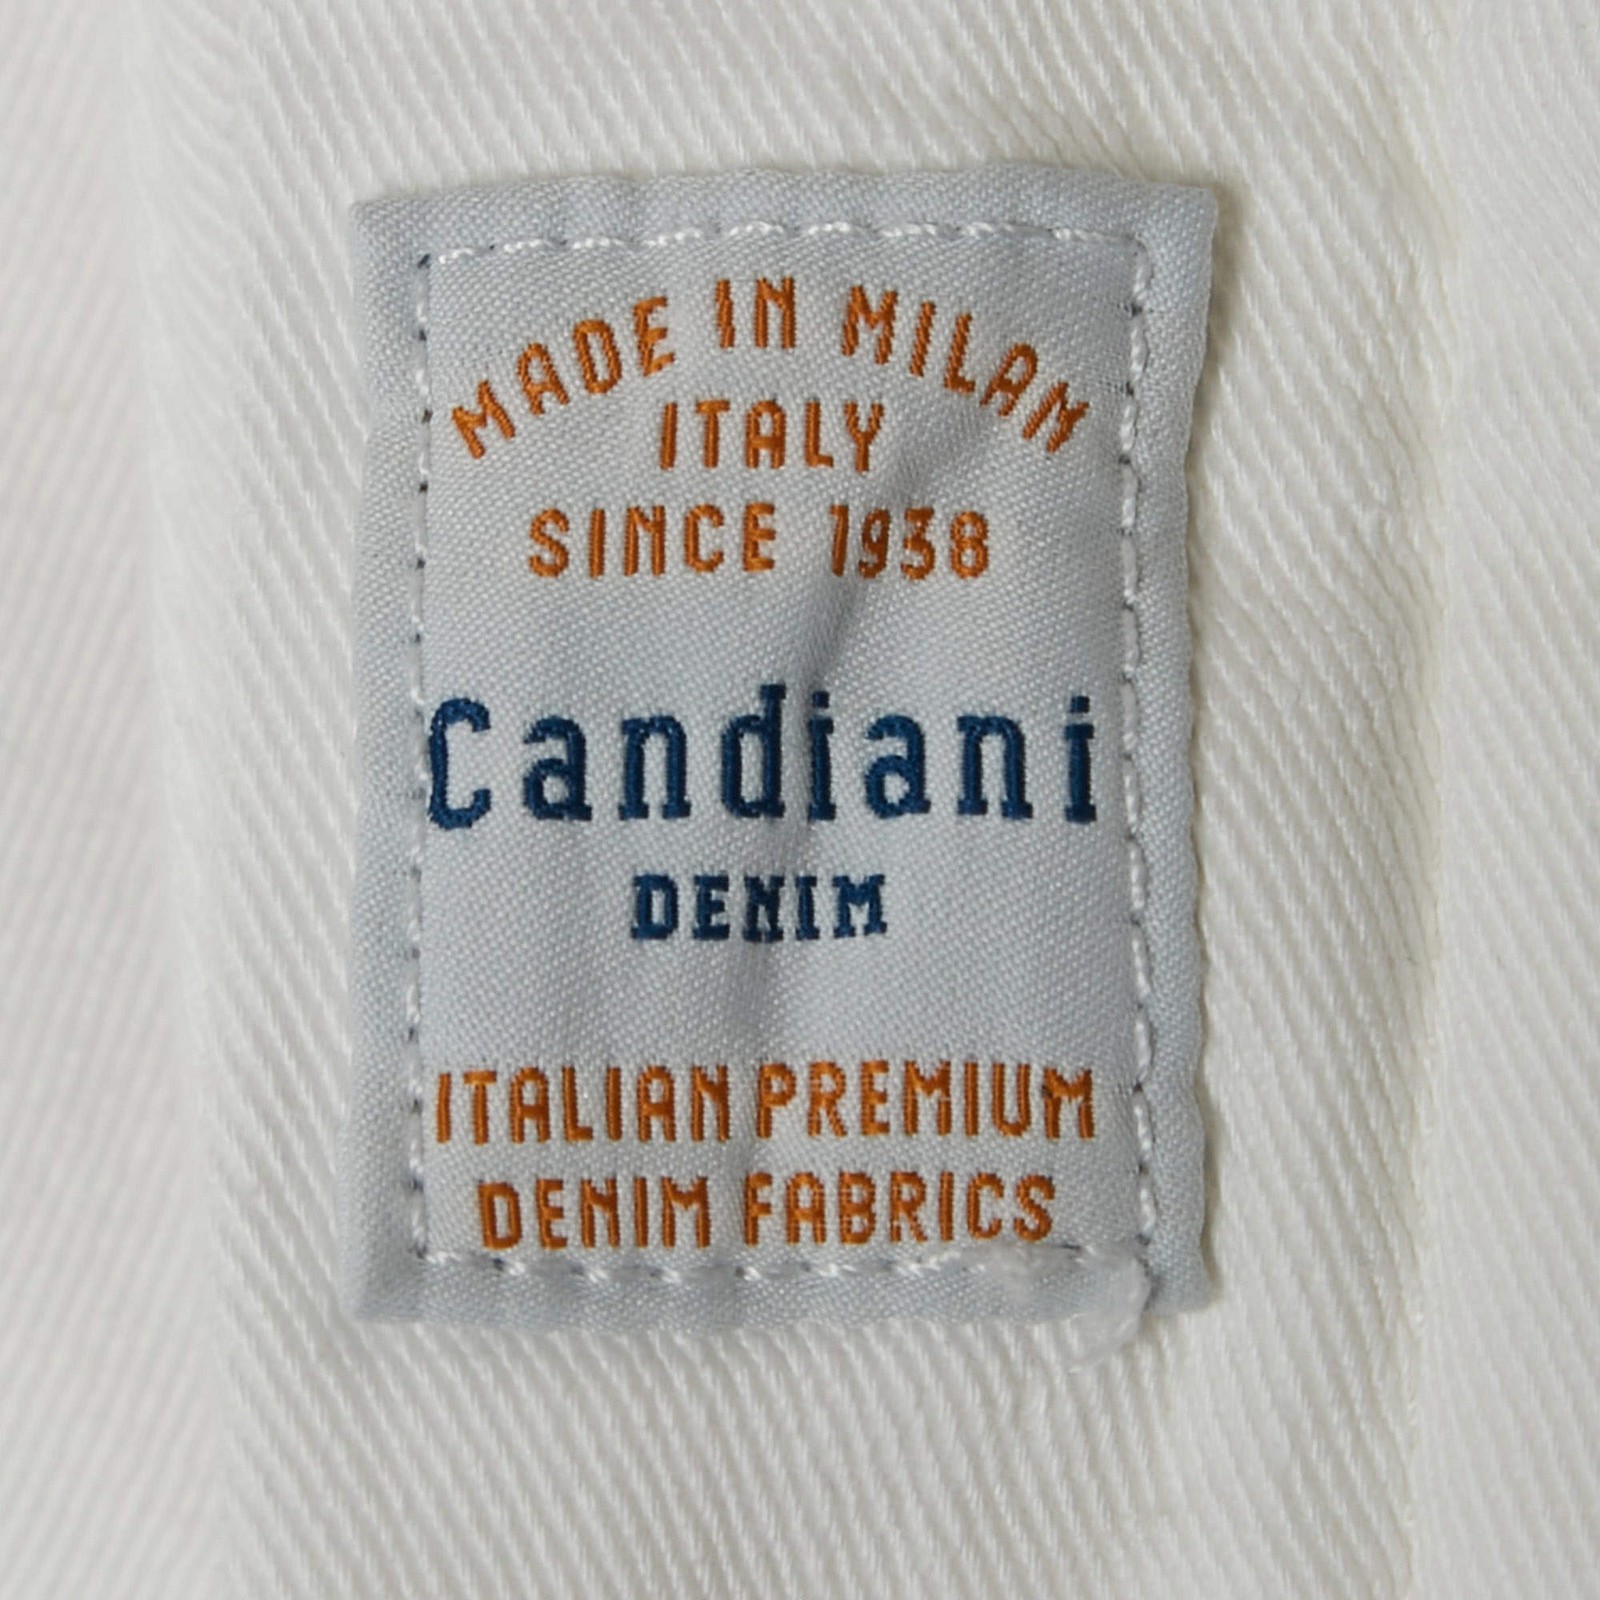 MADE IN MILAN
ITALY
SINCE 1938
Candiani
DENIM
ITALIAN PREMIUM
DENIM FABRICS